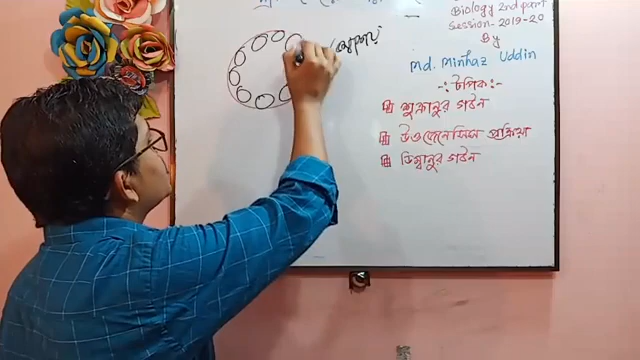 Biology 2nd part
Session- 2019-20
By
Md. Minhaz Uddin
-ঃ টপিক ঃ-
শুক্রানুর গঠন
উওজেনেসিস প্রক্রিয়া
ডিম্বানুর গঠন